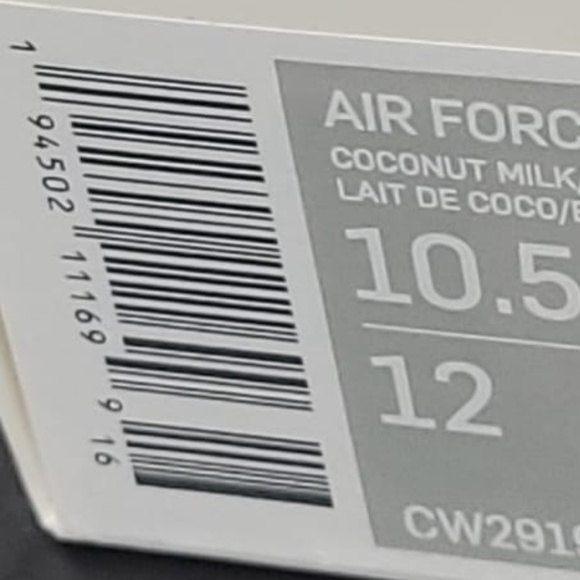 1 94502 11169 9 16
AIR FORC
COCONUT MILK
LAIT DE COCO/
10.5
12
CW291